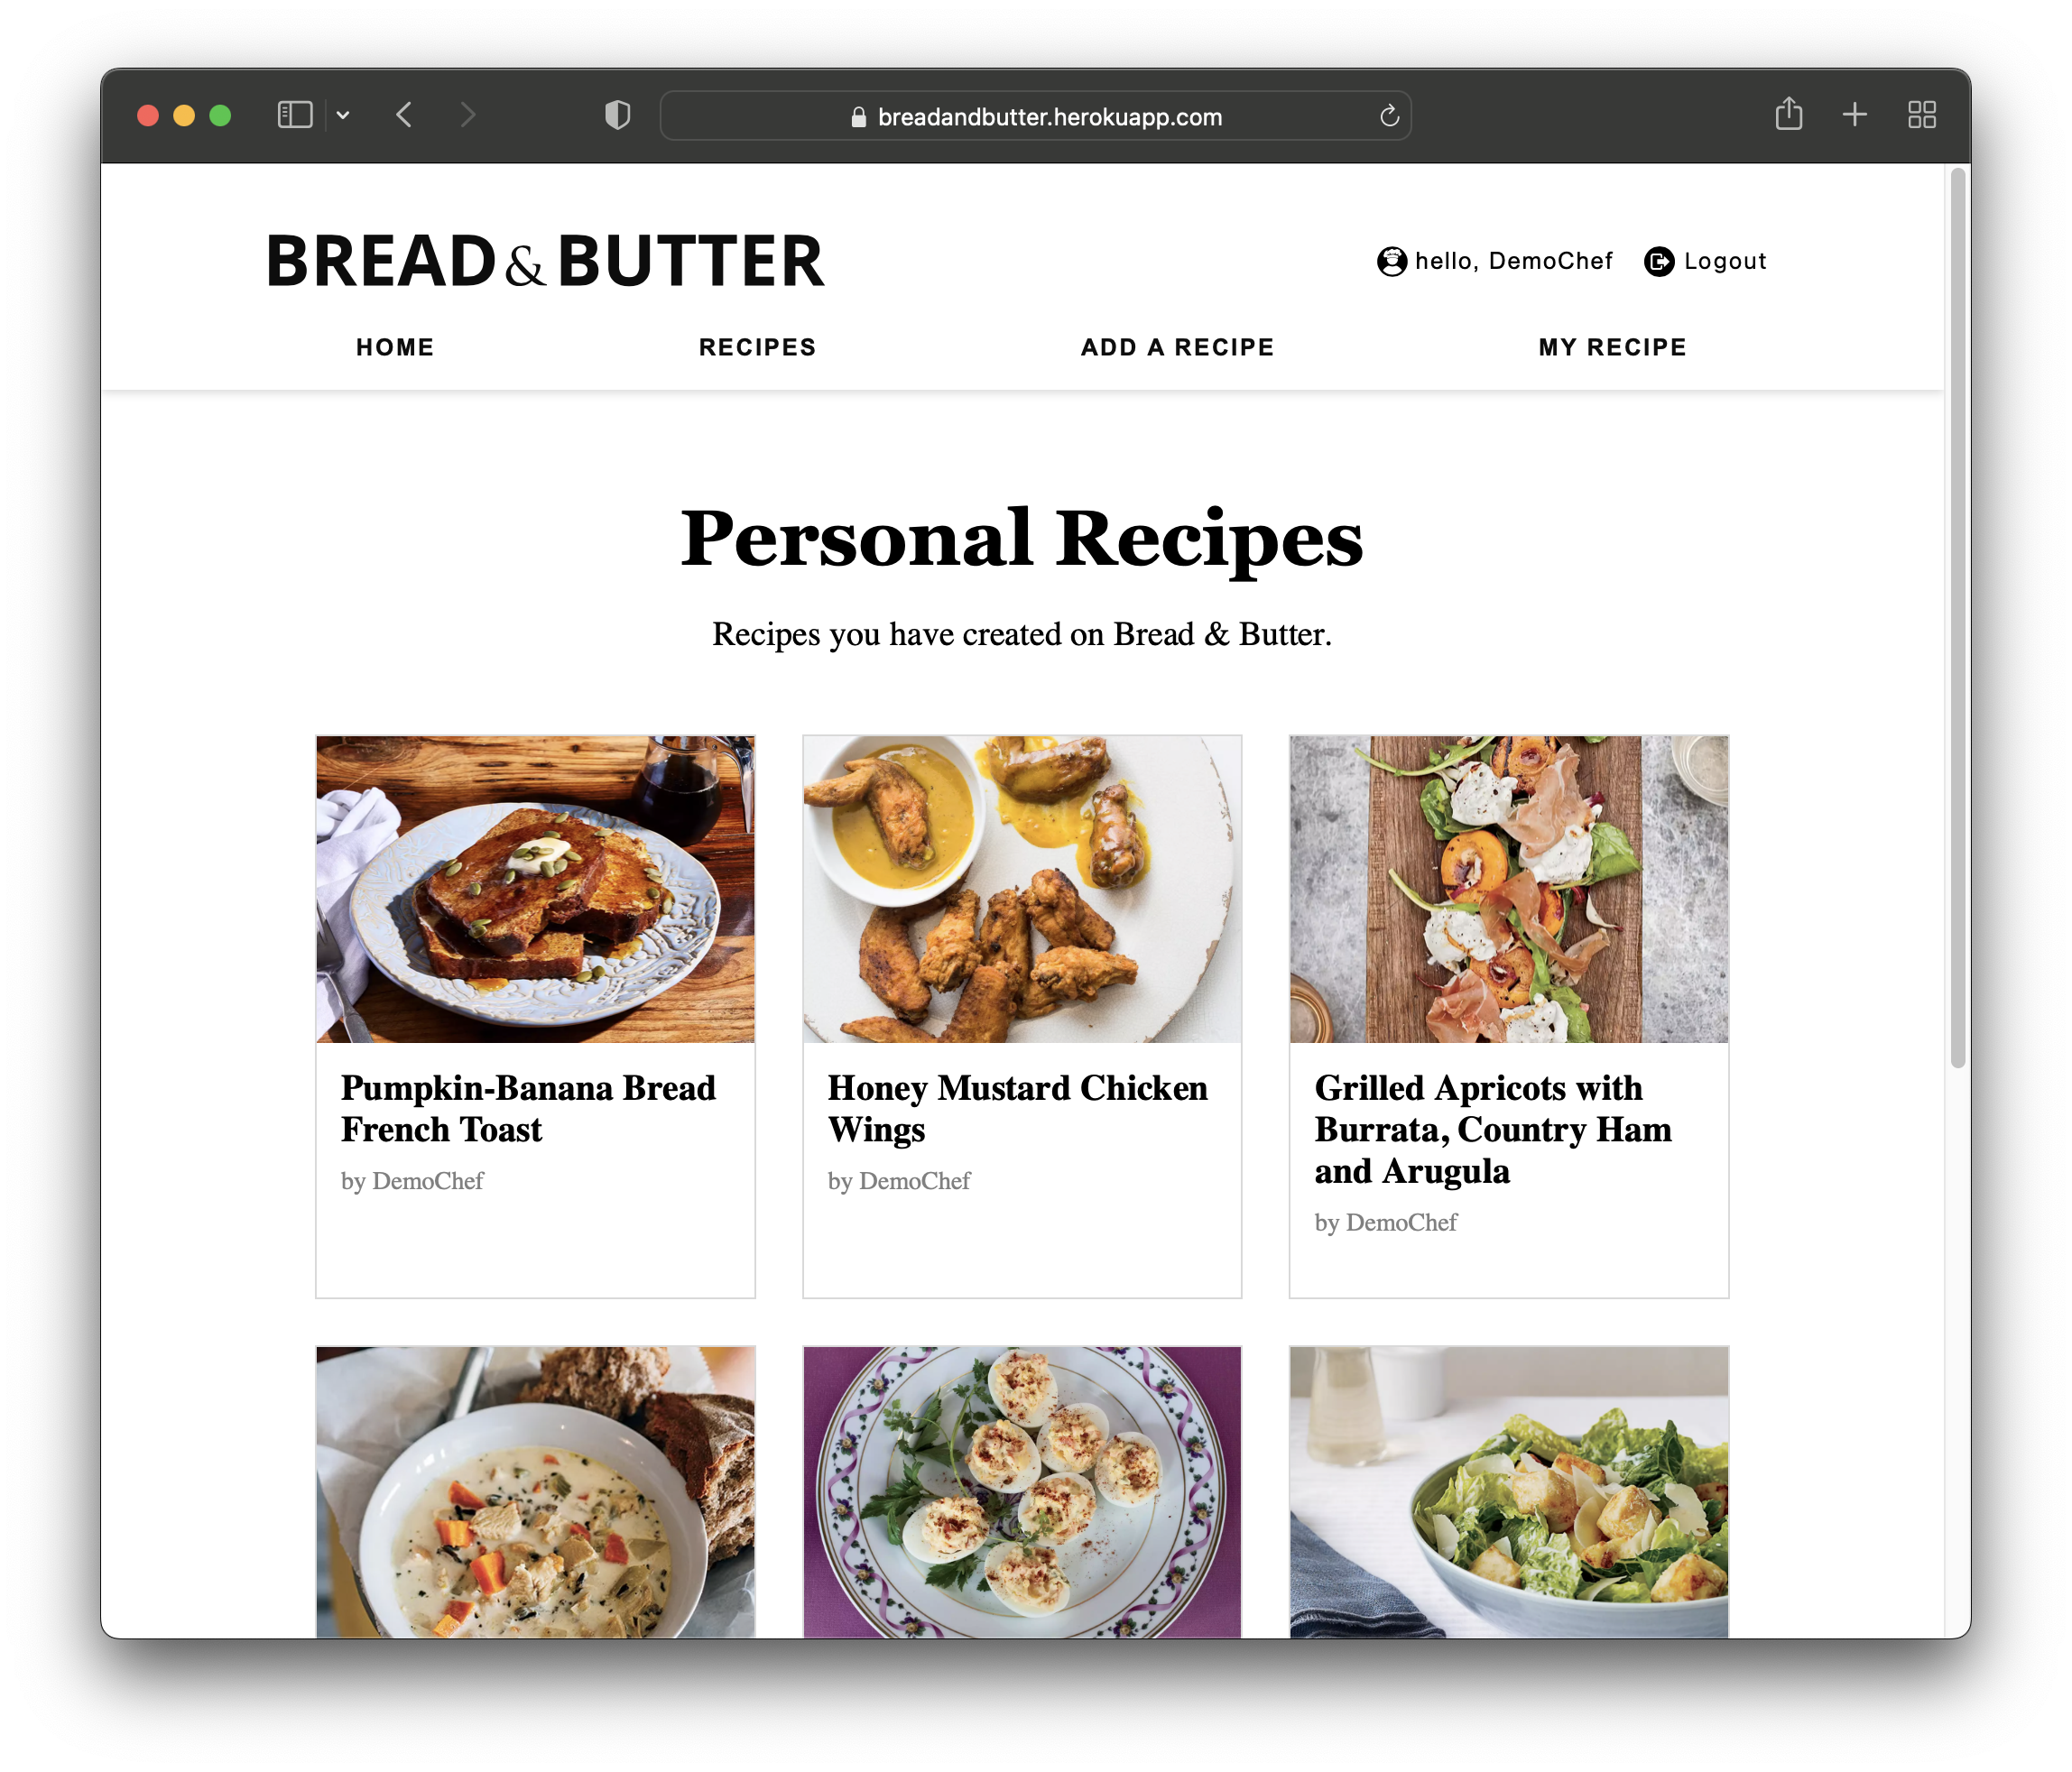 breadandbutter.herokuapp.com
BREAD & BUTTER
hello, DemoChef
Logout
HOME
RECIPES
ADD A RECIPE
MY RECIPE
Personal Recipes
Recipes you have created on Bread & Butter.
Pumpkin-Banana Bread
French Toast
by DemoChef
Honey Mustard Chicken
Wings
by DemoChef
Grilled Apricots with
Burrata, Country Ham
and Arugula
by DemoChef